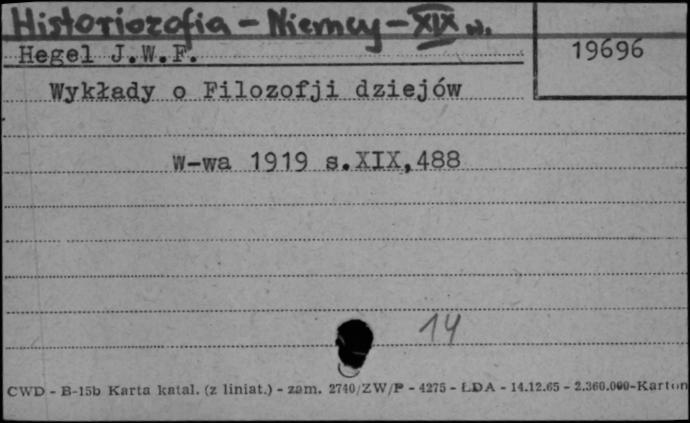 Historiozofia - Niemcy - XIX w.
Hegel J.W.F.
19696
Wykłady o Filozofji dziejów
W-wa 1919 s.XIX,488
14
CWD - B-15b Karta katal. (z liniat.) - zam. 2740/ZW/P - 4275 - ŁDA - 14.12.65 - 2.360.000-Karton